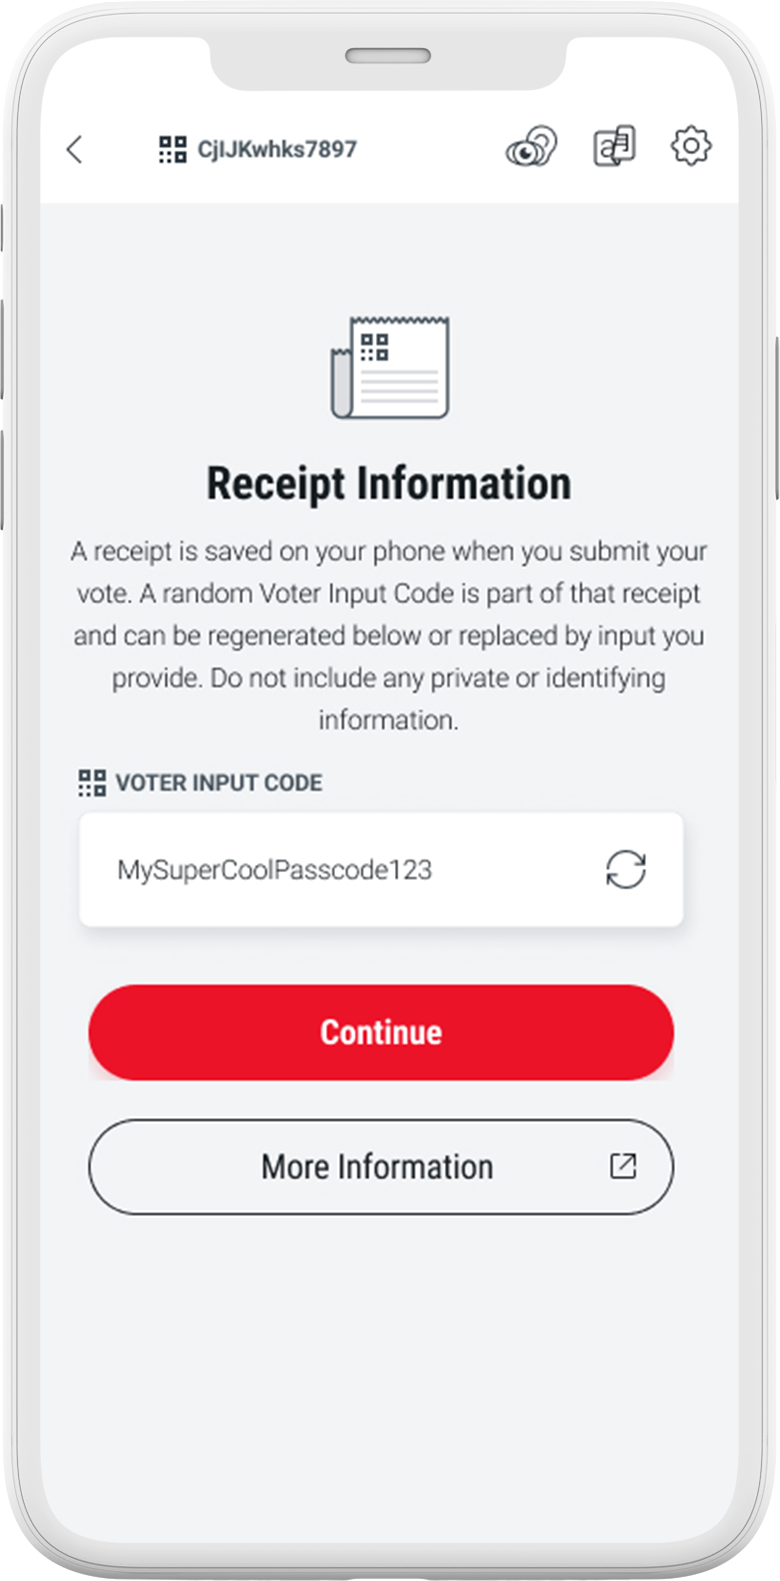 CjIJKwhks7897
Receipt Information
A receipt is saved on your phone when you submit your
vote. A random Voter Input Code is part of that receipt
and can be regenerated below or replaced by input you
provide. Do not include any private or identifying
information.
VOTER INPUT CODE
MySuperCoolPasscode123
Continue
More Information